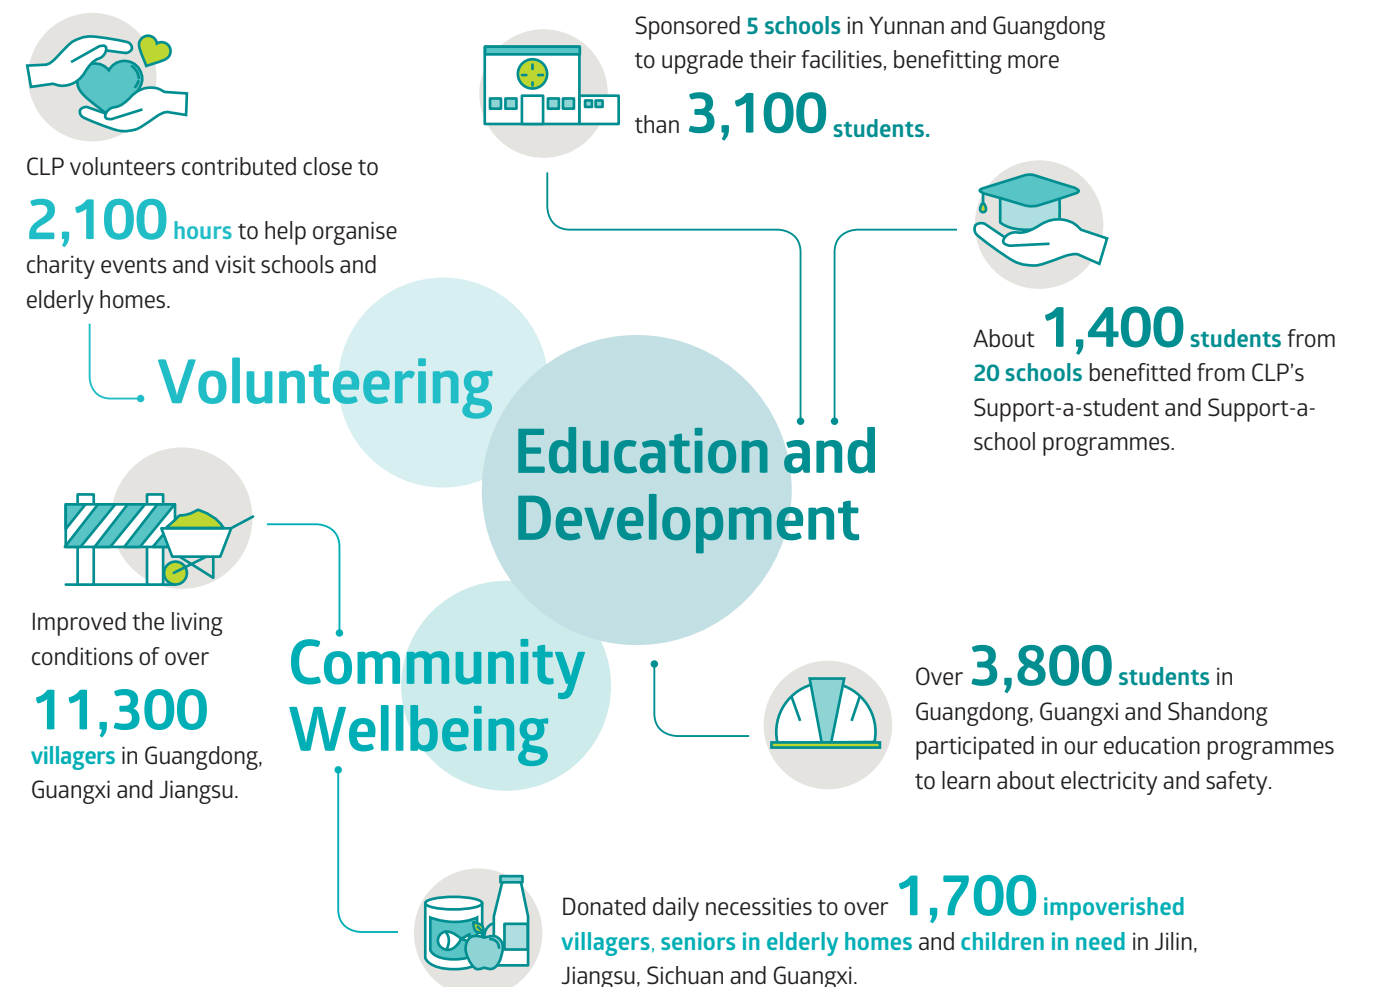 CLP volunteers contributed close to
2,100 hours to help organise
charity events and visit schools and
elderly homes.
Sponsored 5 schools in Yunnan and Guangdong
to upgrade their facilities, benefitting more
than 3,100 students.
About 1,400 students from
20 schools benefitted from CLP's
Support-a-student and Support-a-
school programmes.
Volunteering
Education and
Development
Improved the living
conditions of over
11,300
villagers in Guangdong,
Guangxi and Jiangsu.
Community
Wellbeing
Over 3,800 students in
Guangdong, Guangxi and Shandong
participated in our education programmes
to learn about electricity and safety.
Donated daily necessities to over 1,700 impoverished
villagers, seniors in elderly homes and children in need in Jilin,
Jiangsu, Sichuan and Guangxi.